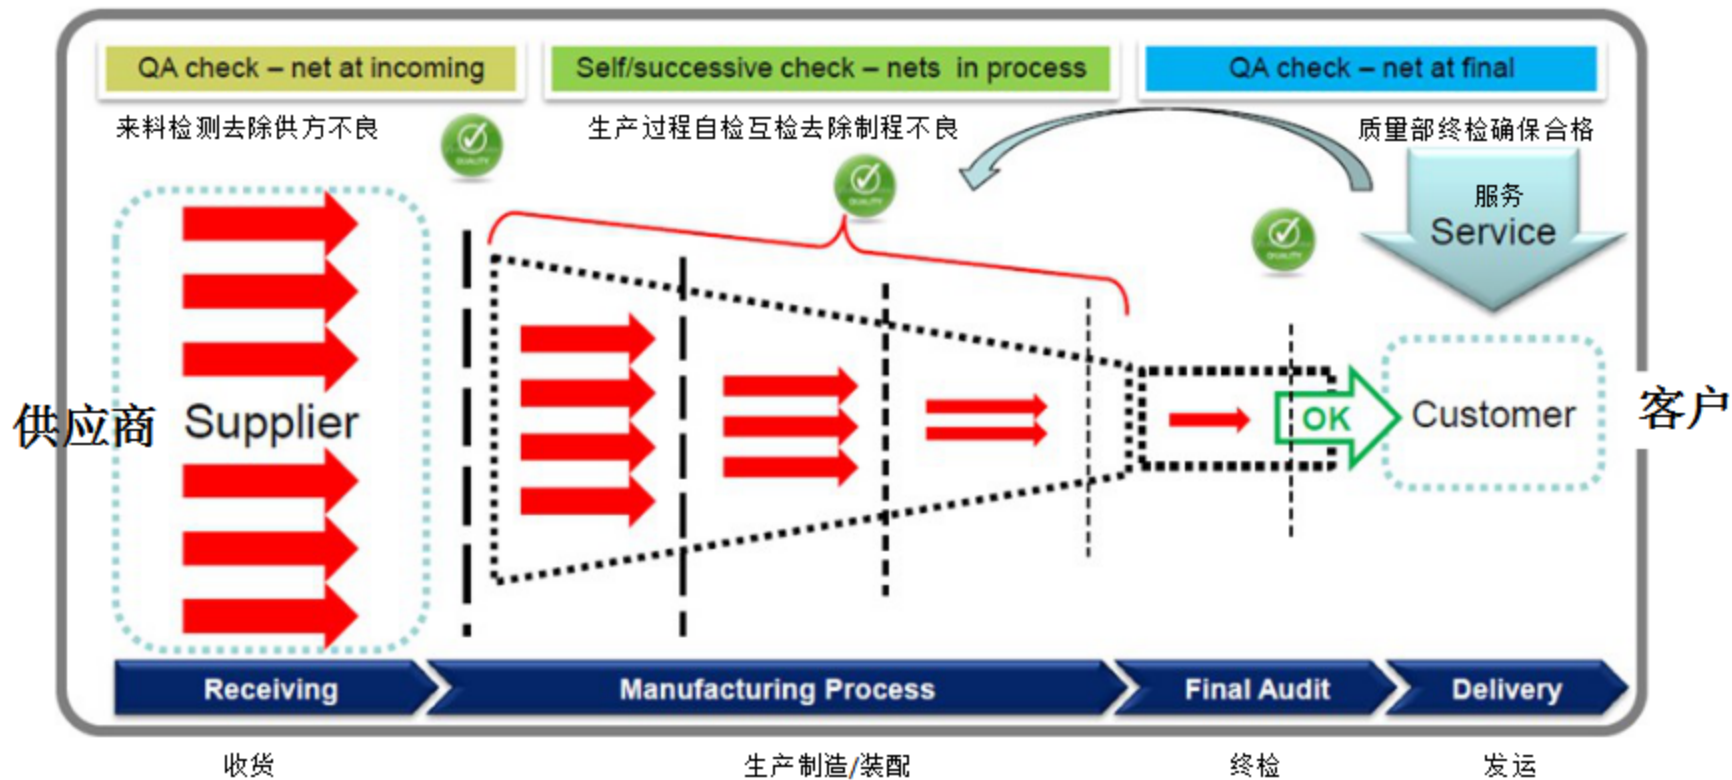 QA check – net at incoming
Self/successive check – nets in process
QA check – net at final
来料检测去除供方不良
生产过程自检互检去除制程不良
质量部终检确保合格
QUALITY
QUALITY
QUALITY
服务
Service
供应商
Supplier
OK
Customer
客户
Receiving
Manufacturing Process
Final Audit
Delivery
收货
生产制造/装配
终检
发运